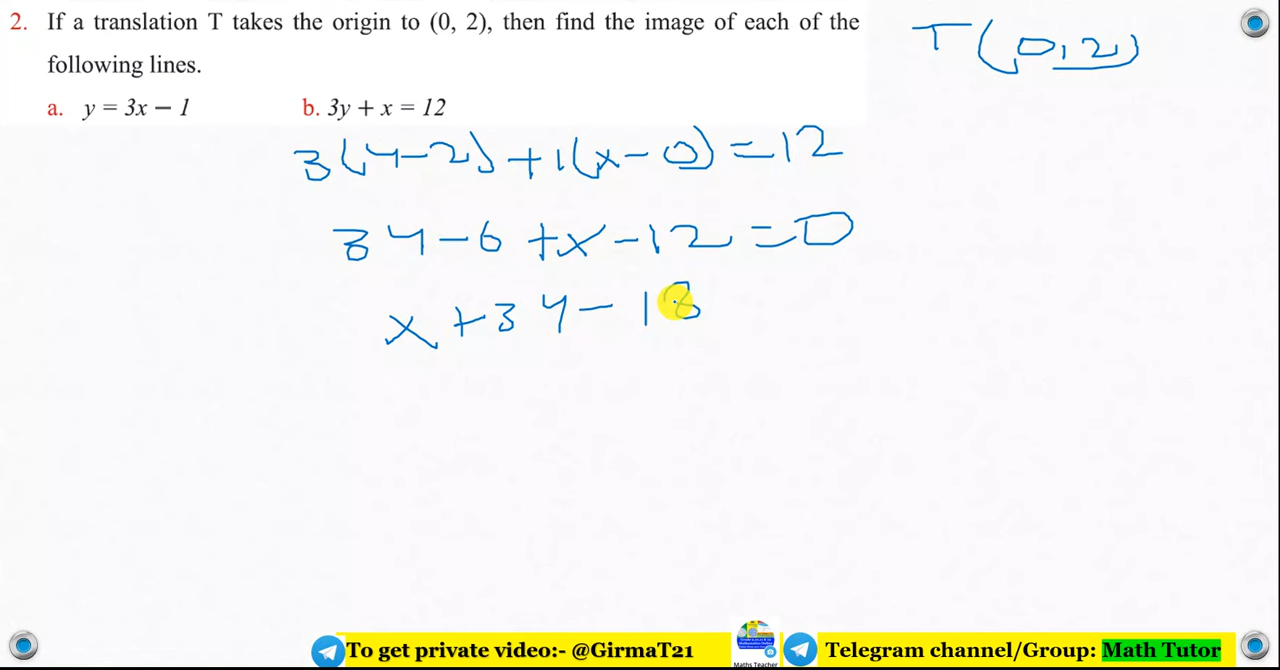 2. If a translation T takes the origin to (0, 2), then find the image of each of the
following lines.
a. y = 3x − 1 b. 3y + x = 12
T(0,2)
3(y-2)+1(x-0)=12
3y-6+x-12=0
x+3y-18
To get private video:- @GirmaT21
Maths Teacher
Telegram channel/Group: Math Tutor